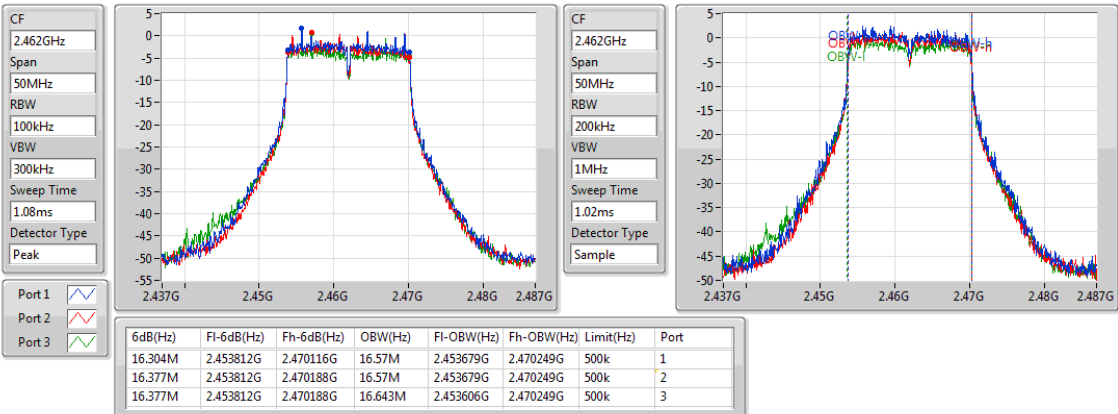 CF
2.462GHz
Span
50MHz
RBW
100kHz
VBW
300kHz
Sweep Time
1.08ms
Detector Type
Peak
5
0
-5
-10
-15
-20
-25
-30
-35
-40
-45
-50
-55
2.437G 2.45G 2.46G 2.47G 2.48G 2.487G
CF
2.462GHz
Span
50MHz
RBW
200kHz
VBW
1MHz
Sweep Time
1.02ms
Detector Type
Sample
5
0
-5
-10
-15
-20
-25
-30
-35
-40
-45
-50
OBW-l
OBW-h
2.437G 2.45G 2.46G 2.47G 2.48G 2.487G
Port 1
Port 2
Port 3
6dB(Hz) Fl-6dB(Hz) Fh-6dB(Hz) OBW(Hz) Fl-OBW(Hz) Fh-OBW(Hz) Limit(Hz) Port
16.304M 2.453812G 2.470116G 16.57M 2.453679G 2.470249G 500k 1
16.377M 2.453812G 2.470188G 16.57M 2.453679G 2.470249G 500k 2
16.377M 2.453812G 2.470188G 16.643M 2.453606G 2.470249G 500k 3